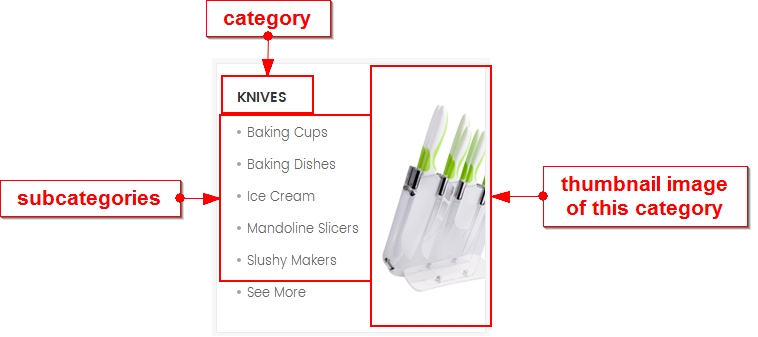 category
KNIVES
Baking Cups
Baking Dishes
Ice Cream
Mandoline Slicers
Slushy Makers
See More
subcategories
thumbnail image
of this category